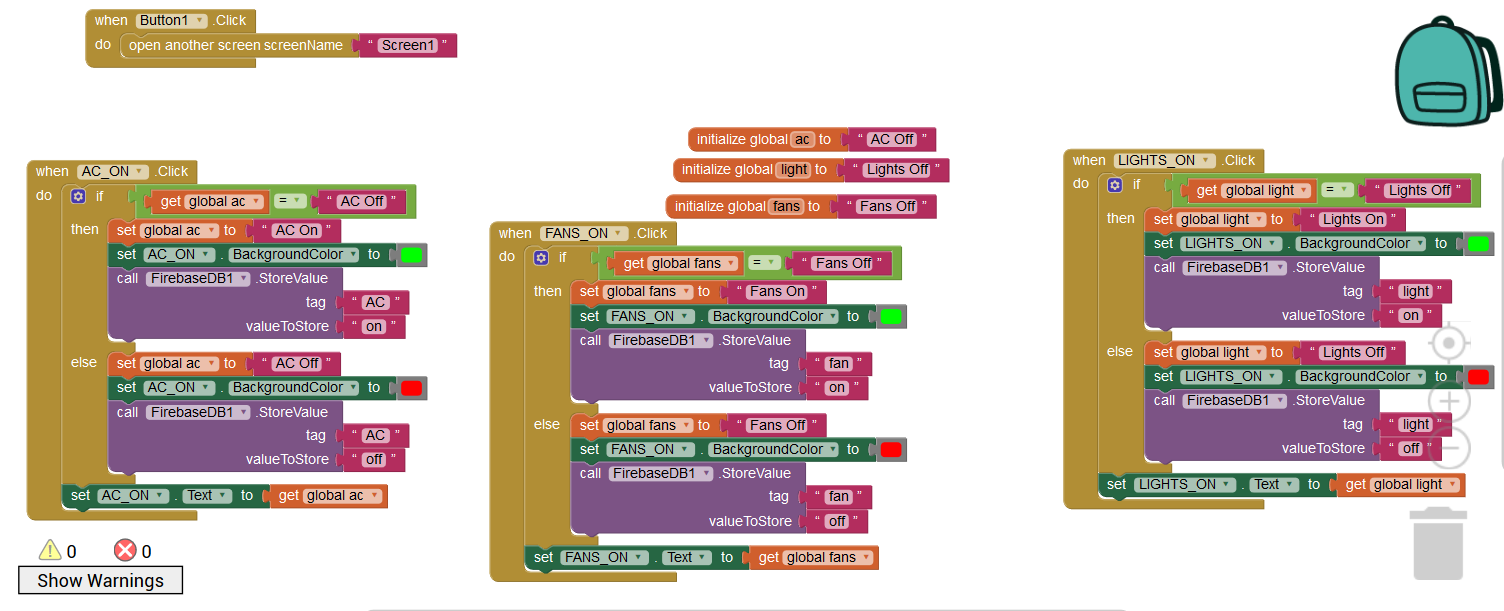 when Button1 .Click
do open another screen screenName “ Screen1 ”
initialize global ac to “ AC Off ”
initialize global light to “ Lights Off ”
initialize global fans to “ Fans Off ”
when AC_ON .Click
do if get global ac = “ AC Off ”
then set global ac to “ AC On ”
set AC_ON . BackgroundColor to
call FirebaseDB1 .StoreValue
tag “ AC ”
valueToStore “ on ”
else set global ac to “ AC Off ”
set AC_ON . BackgroundColor to
call FirebaseDB1 .StoreValue
tag “ AC ”
valueToStore “ off ”
set AC_ON . Text to get global ac
when FANS_ON .Click
do if get global fans = “ Fans Off ”
then set global fans to “ Fans On ”
set FANS_ON . BackgroundColor to
call FirebaseDB1 .StoreValue
tag “ fan ”
valueToStore “ on ”
else set global fans to “ Fans Off ”
set FANS_ON . BackgroundColor to
call FirebaseDB1 .StoreValue
tag “ fan ”
valueToStore “ off ”
set FANS_ON . Text to get global fans
when LIGHTS_ON .Click
do if get global light = “ Lights Off ”
then set global light to “ Lights On ”
set LIGHTS_ON . BackgroundColor to
call FirebaseDB1 .StoreValue
tag “ light ”
valueToStore “ on ”
else set global light to “ Lights Off ”
set LIGHTS_ON . BackgroundColor to
call FirebaseDB1 .StoreValue
tag “ light ”
valueToStore “ off ”
set LIGHTS_ON . Text to get global light
0 0
Show Warnings